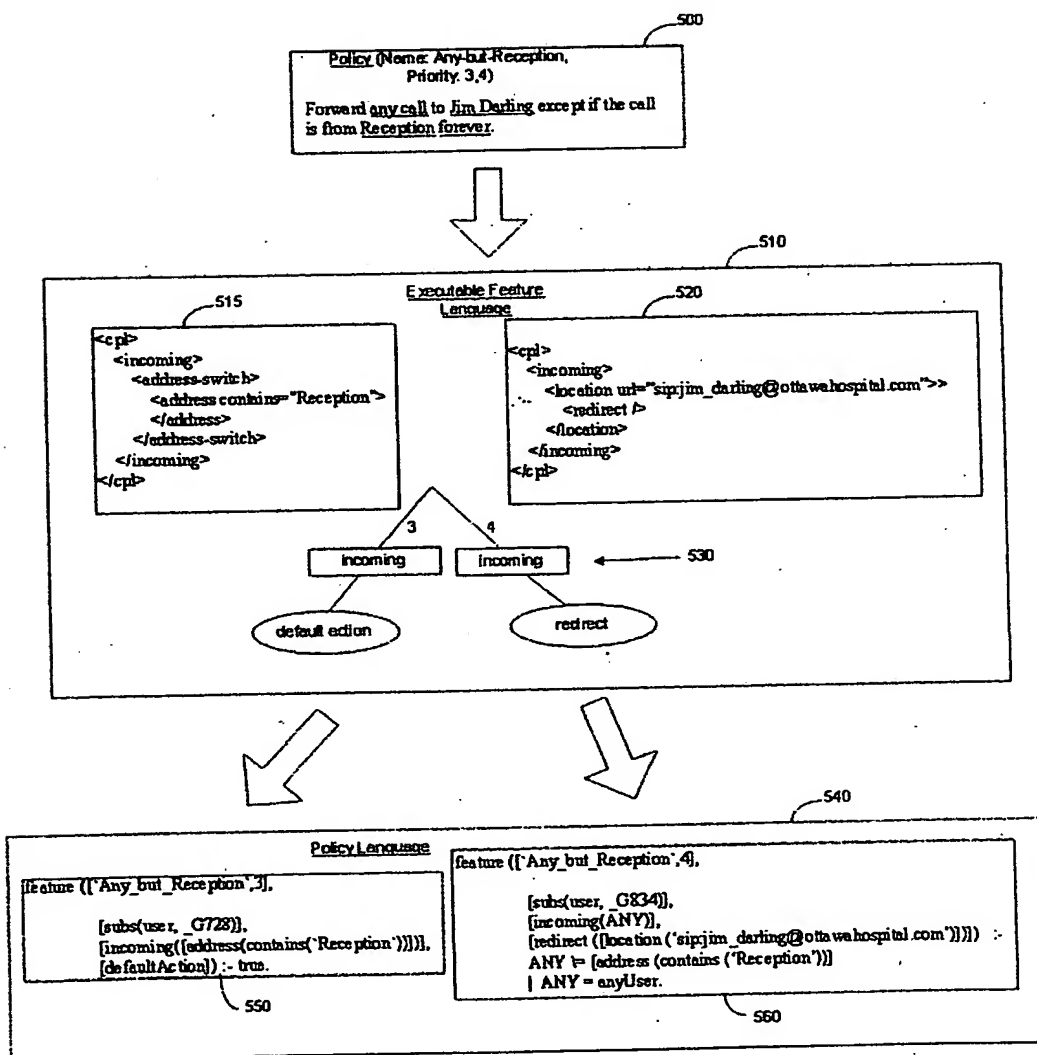 500
Policy (Name: Any-but-Reception,
Priority. 3,4)
Forward any call to Jim Darling except if the call
is from Reception forever.
510
Executable Feature
Language
515
<cpl>
<incoming>
<address-switch>
<address contains="Reception">
</address>
</address-switch>
</incoming>
</cpl>
520
<cpl>
<incoming>
<location url="sip:jim_darling@ottawahospital.com">>
<redirect />
</location>
</incoming>
</cpl>
3
4
incoming
incoming
530
default action
redirect
540
Policy Language
feature ([`Any_but_Reception`,3],
[subs(user, _G728)],
[incoming([address(contains(`Reception`))])],
[defaultAction]) :- true.
550
feature ([`Any_but_Reception`,4],
[subs(user, _G834)],
[incoming(ANY)],
[redirect ([location (`sip:jim_darling@ottawahospital.com`)])]) :-
ANY \= [address (contains (`Reception`))]
| ANY = anyUser.
560